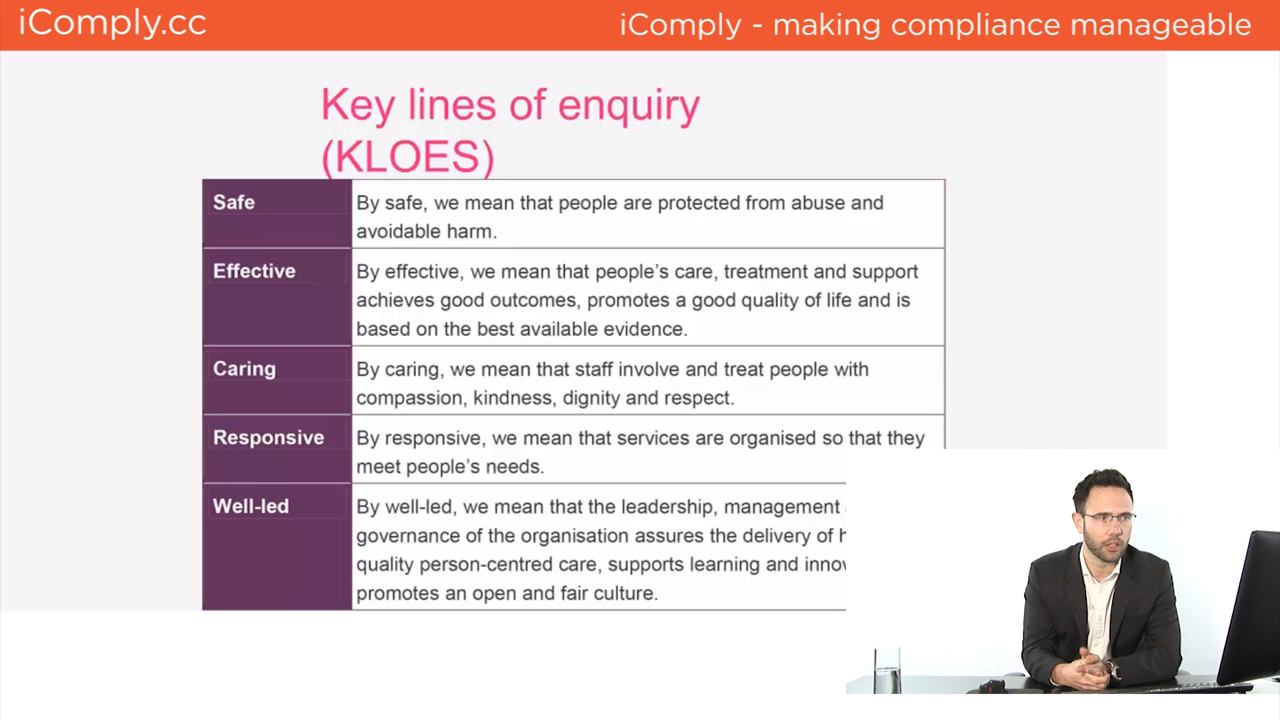 iComply.cc
iComply - making compliance manageable
Key lines of enquiry
(KLOES)
Safe
By safe, we mean that people are protected from abuse and
avoidable harm.
Effective
By effective, we mean that people's care, treatment and support
achieves good outcomes, promotes a good quality of life and is
based on the best available evidence.
Caring
By caring, we mean that staff involve and treat people with
compassion, kindness, dignity and respect.
Responsive
By responsive, we mean that services are organised so that they
meet people's needs.
Well-led
By well-led, we mean that the leadership, management
governance of the organisation assures the delivery of
quality person-centred care, supports learning and
promotes an open and fair culture.